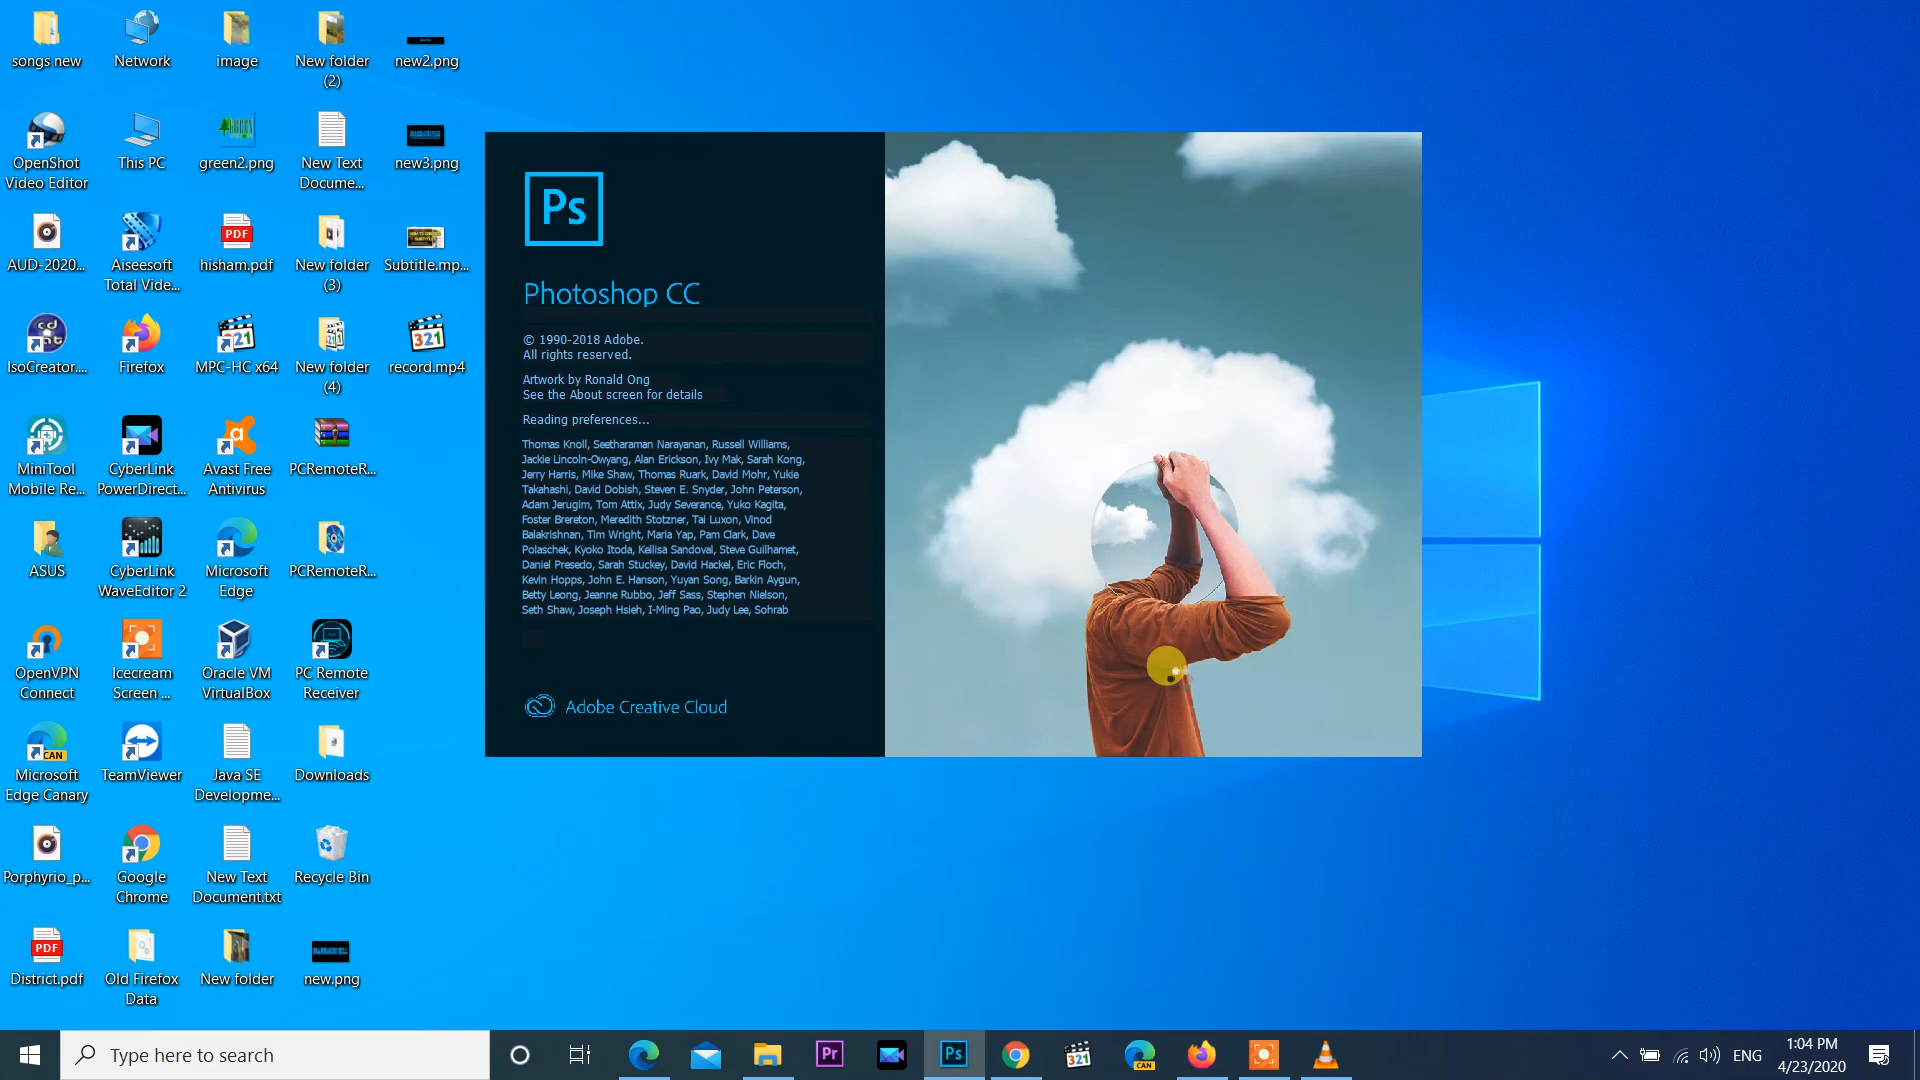 songs new
Network
image
New folder
(2)
new2.png
OpenShot
Video Editor
This PC
green2.png
New Text
Docume...
new3.png
AUD-2020...
Aiseesoft
Total Vide...
PDF
hisham.pdf
New folder
(3)
Subtitle.mp...
cd
IsoCreator....
Firefox
321
MPC-HC x64
New folder
(4)
321
record.mp4
MiniTool
Mobile Re...
CyberLink
PowerDirect...
Avast Free
Antivirus
PCRemoteR...
ASUS
CyberLink
WaveEditor 2
Microsoft
Edge
PCRemoteR...
OpenVPN
Connect
Icecream
Screen ...
Oracle VM
VirtualBox
PC Remote
Receiver
CAN
Microsoft
Edge Canary
TeamViewer
Java SE
Developme...
Downloads
Porphyrio_p...
Google
Chrome
New Text
Document.txt
Recycle Bin
PDF
District.pdf
Old Firefox
Data
New folder
new.png
Ps
Photoshop CC
© 1990-2018 Adobe.
All rights reserved.
Artwork by Ronald Ong
See the About screen for details
Reading preferences...
Thomas Knoll, Seetharaman Narayanan, Russell Williams,
Jackie Lincoln-Owyang, Alan Erickson, Ivy Mak, Sarah Kong,
Jerry Harris, Mike Shaw, Thomas Ruark, David Mohr, Yukie
Takahashi, David Dobish, Steven E. Snyder, John Peterson,
Adam Jerugim, Tom Attix, Judy Severance, Yuko Kagita,
Foster Brereton, Meredith Stotzner, Tai Luxon, Vinod
Balakrishnan, Tim Wright, Maria Yap, Pam Clark, Dave
Polaschek, Kyoko Itoda, Kellisa Sandoval, Steve Guilhamet,
Daniel Presedo, Sarah Stuckey, David Hackel, Eric Floch,
Kevin Hopps, John E. Hanson, Yuyan Song, Barkin Aygun,
Betty Leong, Jeanne Rubbo, Jeff Sass, Stephen Nielson,
Seth Shaw, Joseph Hsieh, I-Ming Pao, Judy Lee, Sohrab
Adobe Creative Cloud
Type here to search
Pr
Ps
321
CAN
ENG
1:04 PM
4/23/2020